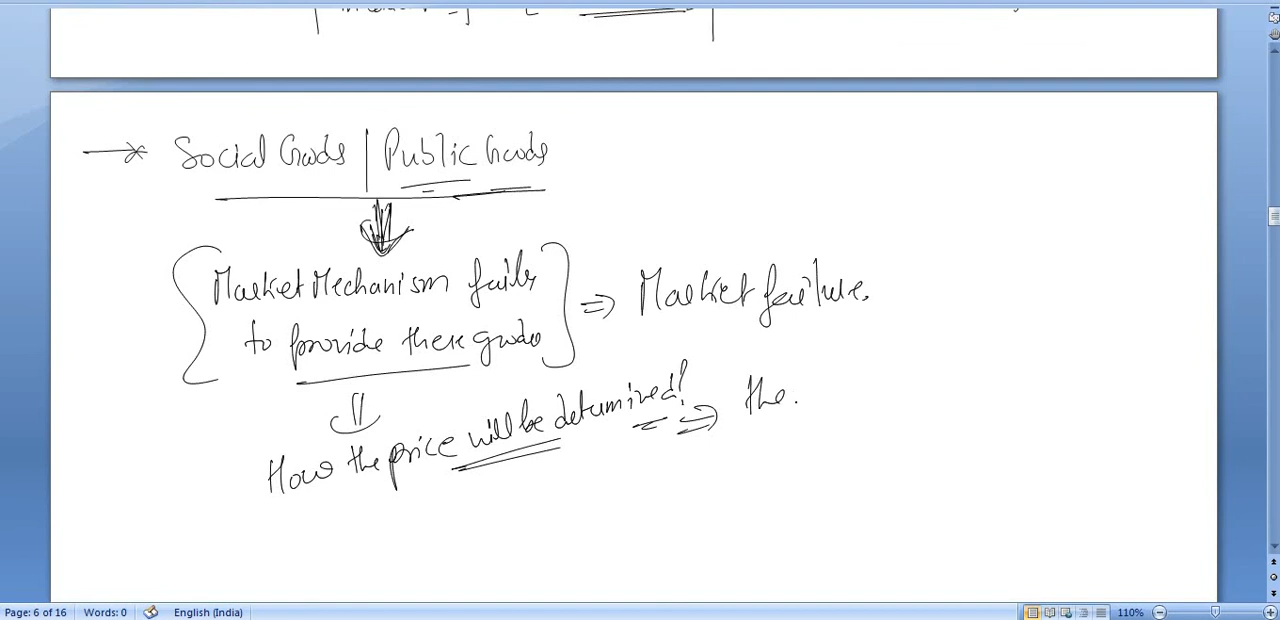 Social Goods | Public Goods
Market Mechanism fails
to provide these goods
⇒ Market failure.
How the price will be determined? ⇒ the.
Page: 6 of 16 Words: 0 English (India) 110%